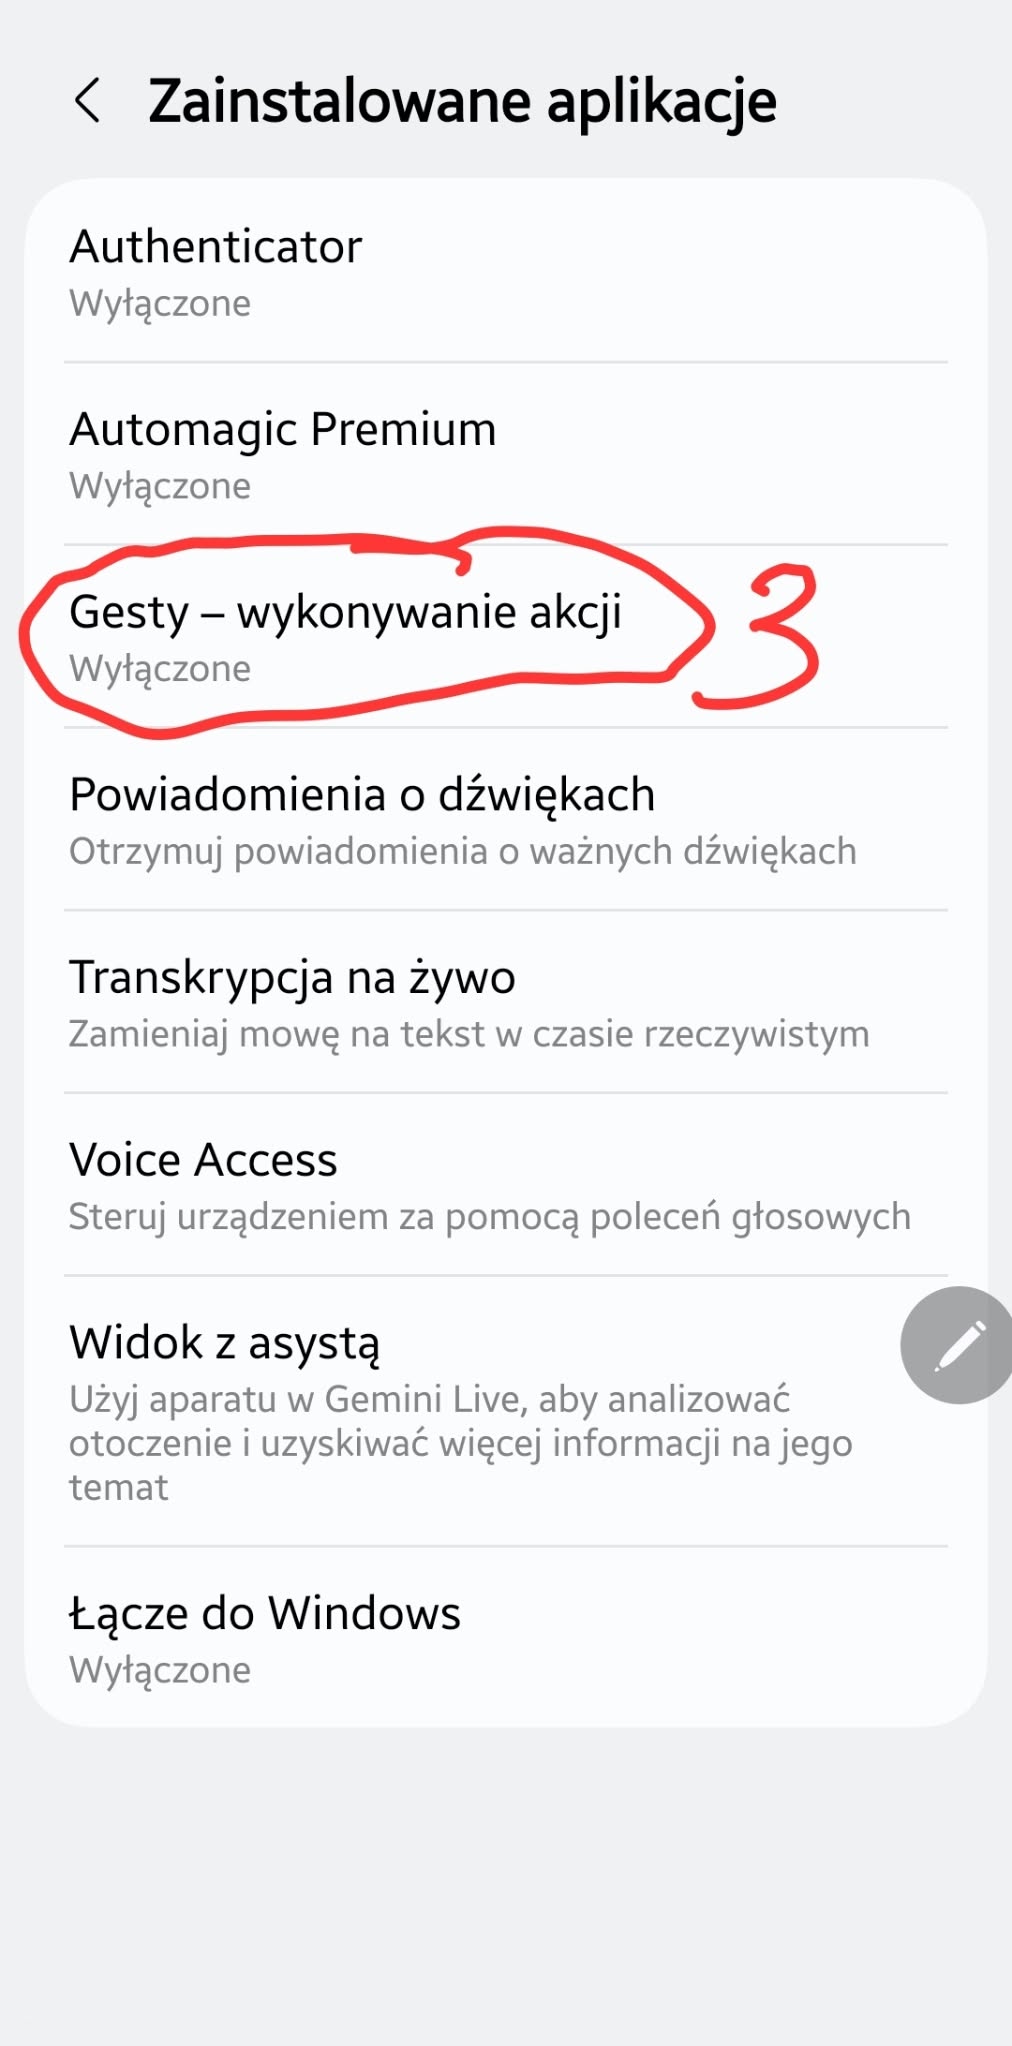 Zainstalowane aplikacje
Authenticator
Wyłączone
Automagic Premium
Wyłączone
Gesty – wykonywanie akcji
Wyłączone
3
Powiadomienia o dźwiękach
Otrzymuj powiadomienia o ważnych dźwiękach
Transkrypcja na żywo
Zamieniaj mowę na tekst w czasie rzeczywistym
Voice Access
Steruj urządzeniem za pomocą poleceń głosowych
Widok z asystą
Użyj aparatu w Gemini Live, aby analizować
otoczenie i uzyskiwać więcej informacji na jego
temat
Łącze do Windows
Wyłączone